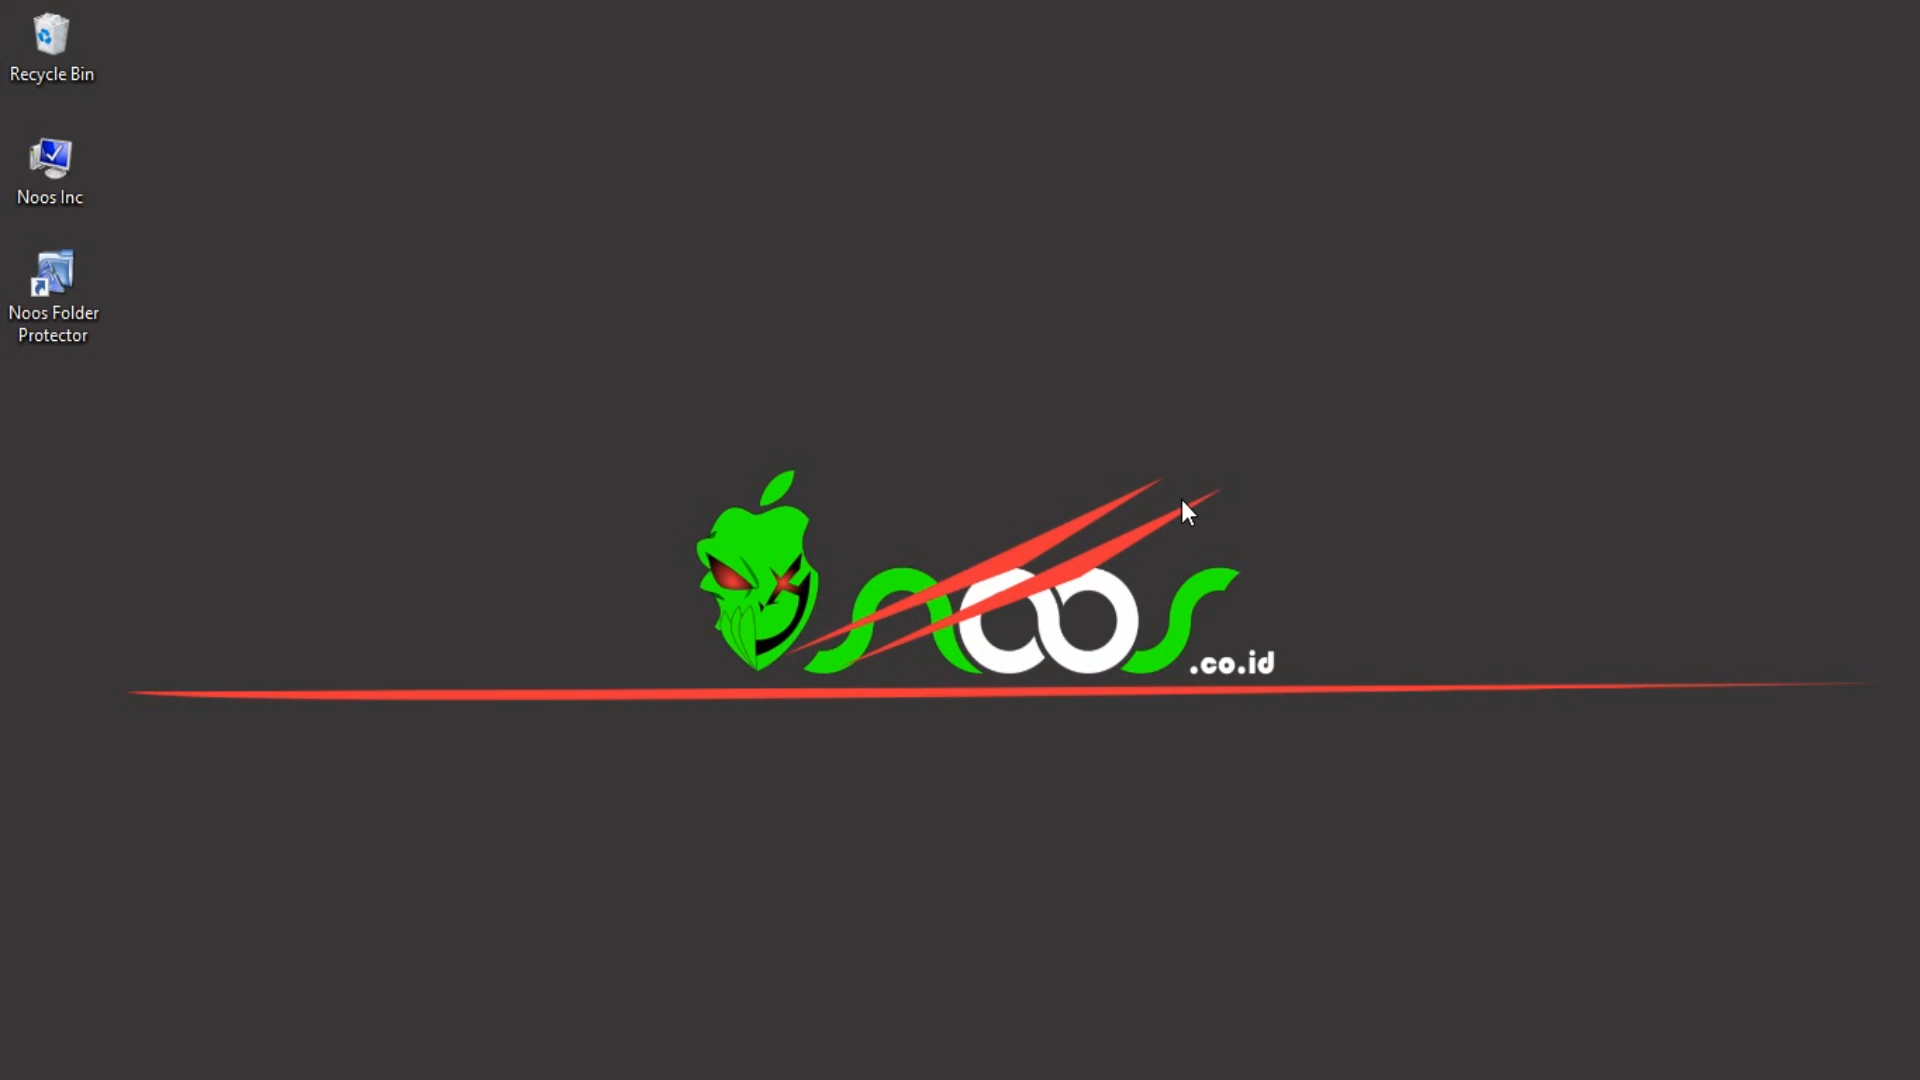 Recycle Bin
Noos Inc
Noos Folder
Protector
noos
.co.id